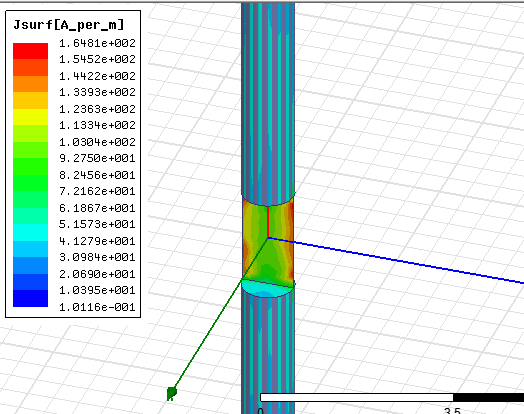 Jsurf[A_per_m]
1.6481e+002
1.5452e+002
1.4422e+002
1.3393e+002
1.2363e+002
1.1334e+002
1.0304e+002
9.2750e+001
8.2456e+001
7.2162e+001
6.1867e+001
5.1573e+001
4.1279e+001
3.0984e+001
2.0690e+001
1.0395e+001
1.0116e-001
0 3.5